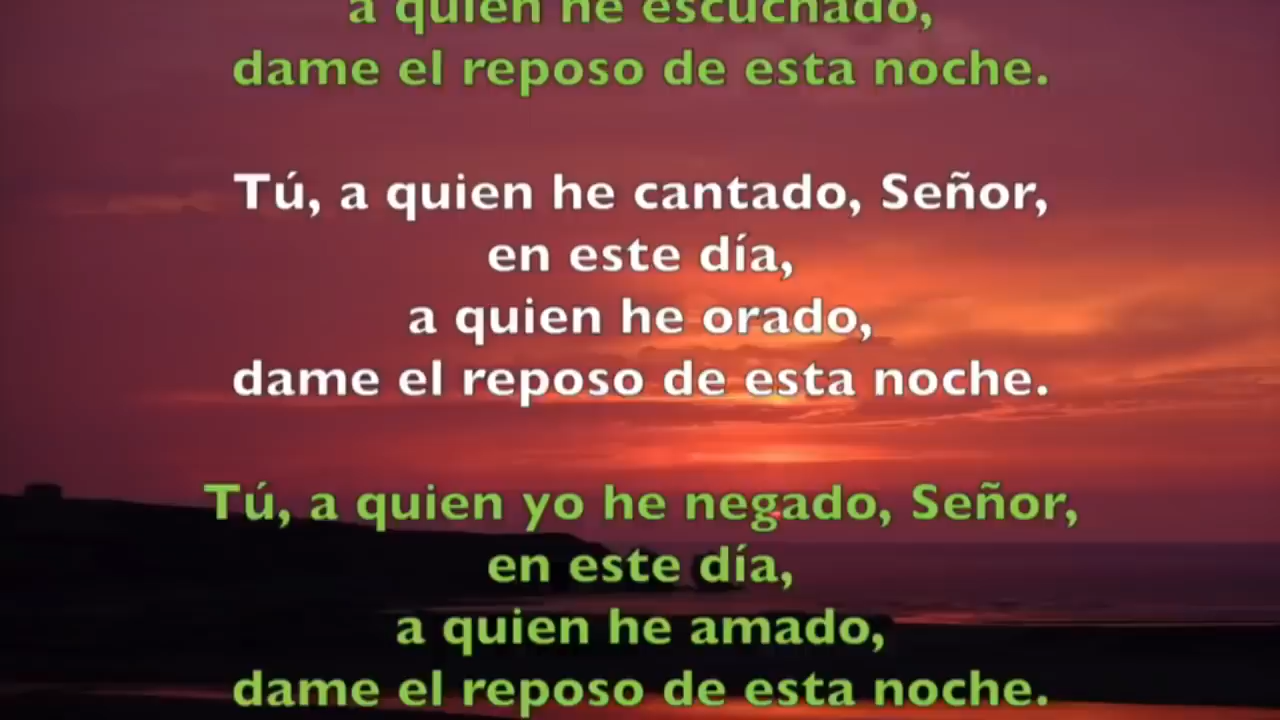 a quien he escuchado,
dame el reposo de esta noche.
Tú, a quien he cantado, Señor,
en este día,
a quien he orado,
dame el reposo de esta noche.
Tú, a quien yo he negado, Señor,
en este día,
a quien he amado,
dame el reposo de esta noche.